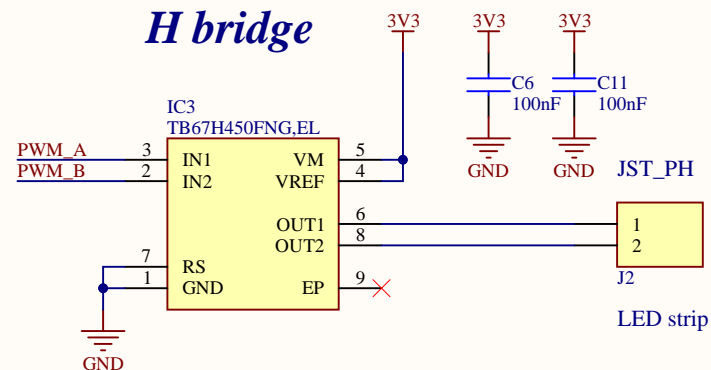 H bridge
3V3
3V3
3V3
C6
100nF
C11
100nF
GND
GND
IC3
TB67H450FNG,EL
PWM_A
3
IN1
VM
5
PWM_B
2
IN2
VREF
4
OUT1
6
OUT2
8
7
RS
1
GND
EP
9
GND
JST_PH
1
2
J2
LED strip